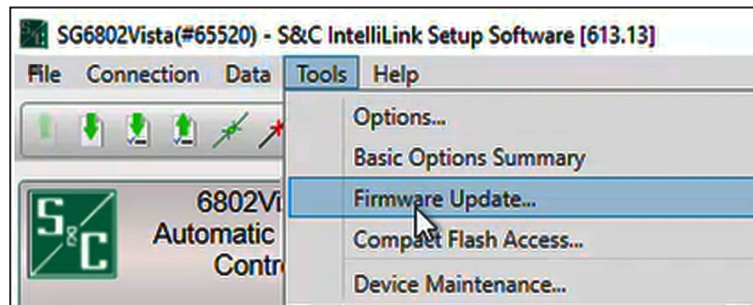 SG6802Vista(#65520) - S&C IntelliLink Setup Software [613.13]
File Connection Data Tools Help
Options...
Basic Options Summary
Firmware Update...
Compact Flash Access...
Device Maintenance...
S&C
6802Vi
Automatic
Contr